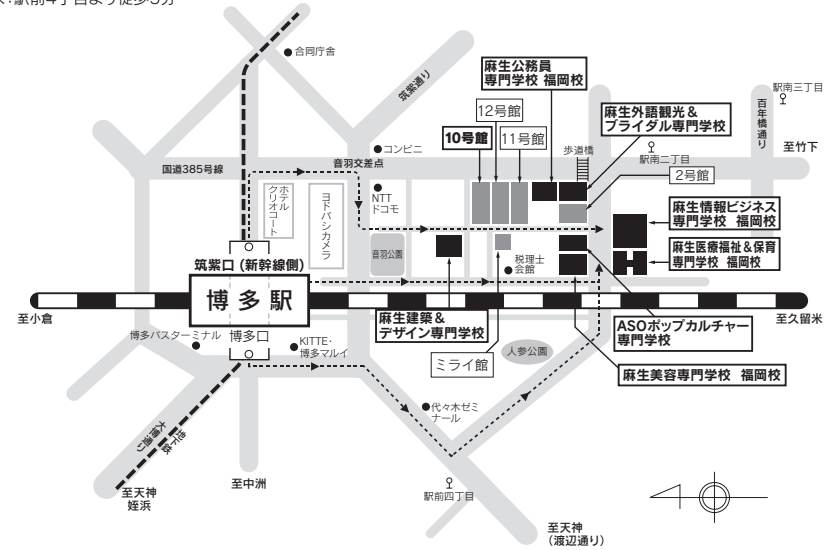 ス：駅前4丁目より徒歩5分
合同庁舎
筑紫通り
麻生公務員
専門学校 福岡校
駅南三丁目
12号館
百年橋通り
麻生外語観光＆
ブライダル専門学校
10号館
11号館
コンビニ
歩道橋
駅南二丁目
至竹下
国道385号線
音羽交差点
2号館
ホテル
クリオコート
ヨドバシカメラ
NTT
ドコモ
麻生情報ビジネス
専門学校 福岡校
音羽公園
税理士
会館
麻生医療福祉＆保育
専門学校 福岡校
筑紫口（新幹線側）
博多駅
至小倉
麻生建築＆
デザイン専門学校
ASOポップカルチャー
専門学校
至久留米
博多バスターミナル
博多口
KITTE・
博多マルイ
ミライ館
人参公園
麻生美容専門学校 福岡校
代々木ゼミ
ナール
地下鉄
大博通り
至天神
姪浜
至中洲
駅前四丁目
至天神
（渡辺通り）